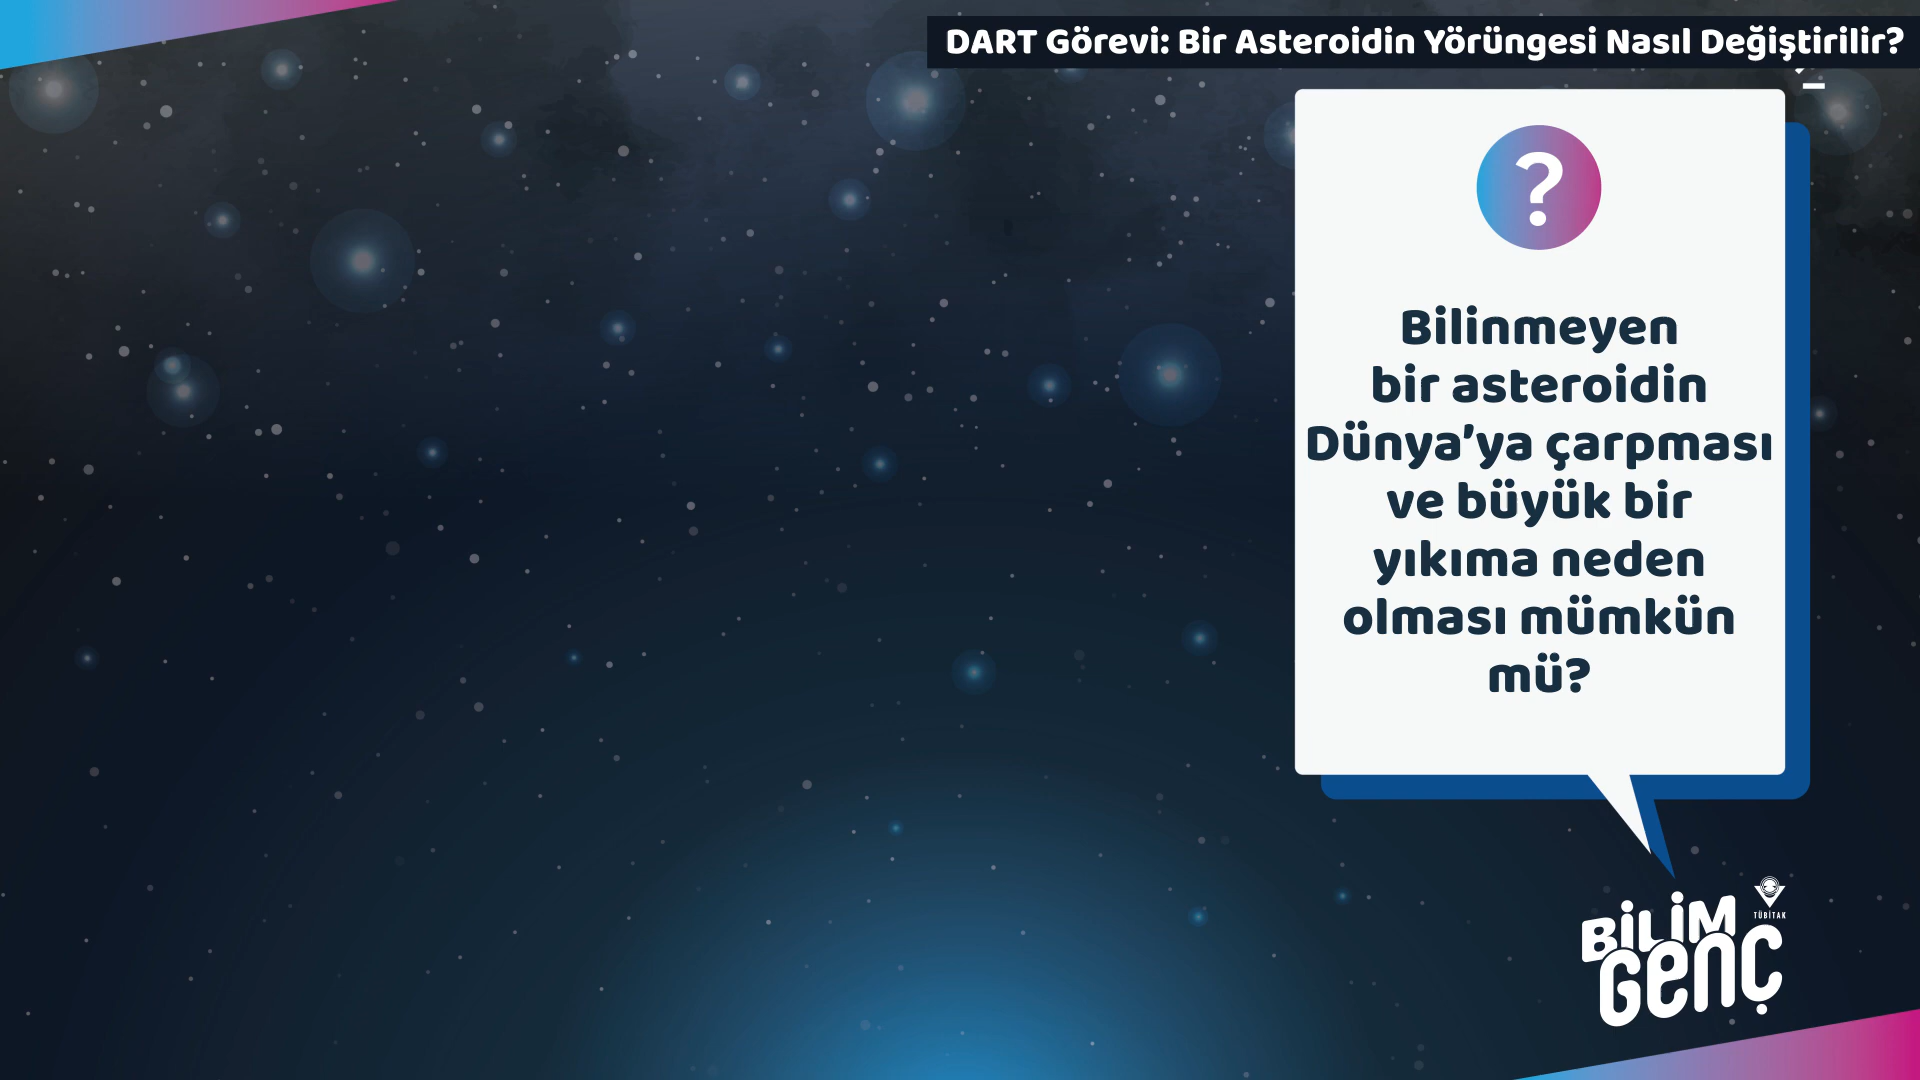 DART Görevi: Bir Asteroidin Yörüngesi Nasıl Değiştirilir?
?
Bilinmeyen
bir asteroidin
Dünya'ya çarpması
ve büyük bir
yıkıma neden
olması mümkün
mü?
TÜBİTAK
BİLİM
GENÇ